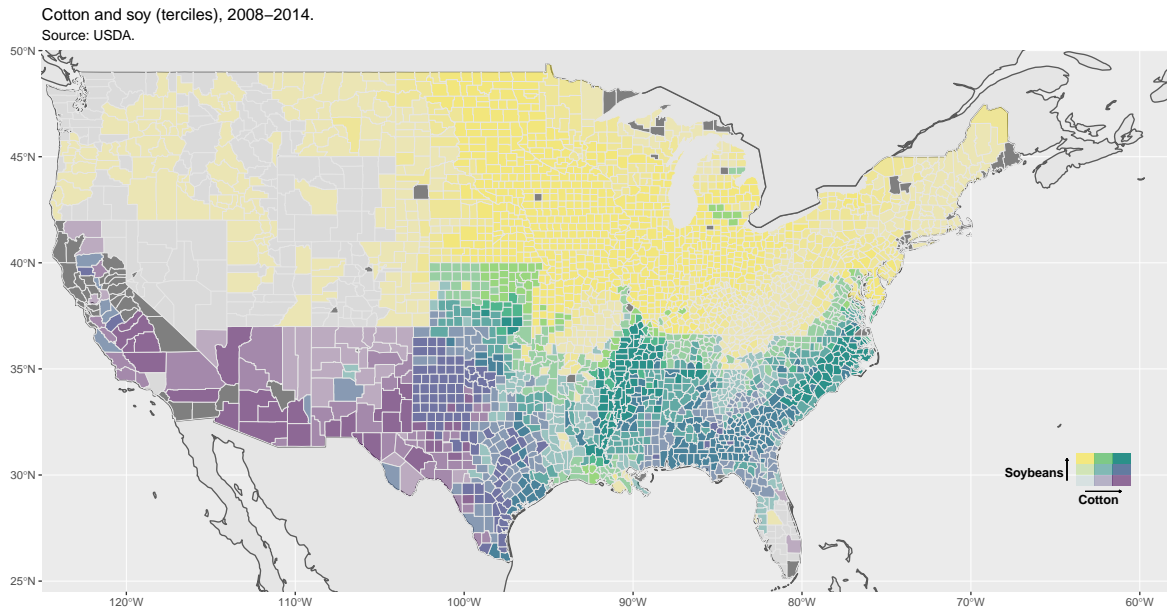 Cotton and soy (terciles), 2008−2014.
Source: USDA.
50°N
45°N
40°N
35°N
30°N
25°N
Soybeans
Cotton
120°W
110°W
100°W
90°W
80°W
70°W
60°W